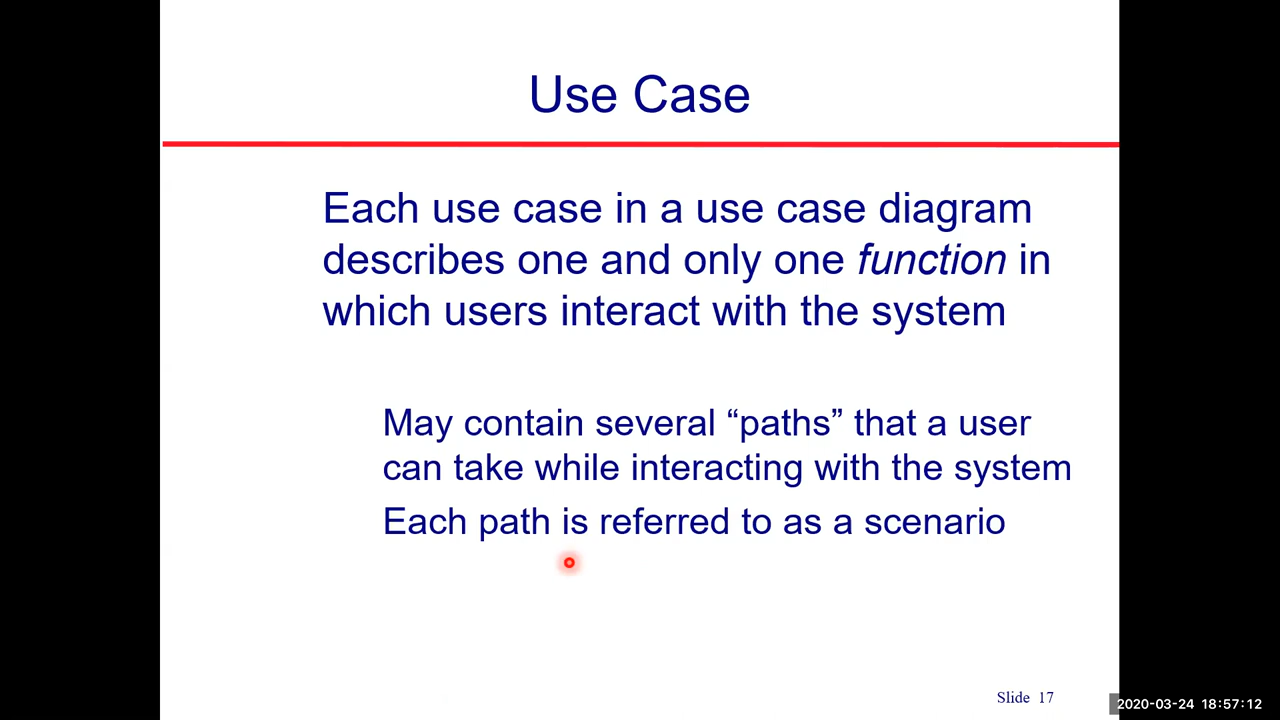 Use Case
Each use case in a use case diagram
describes one and only one function in
which users interact with the system
May contain several “paths” that a user
can take while interacting with the system
Each path is referred to as a scenario
Slide 17
2020-03-24 18:57:12